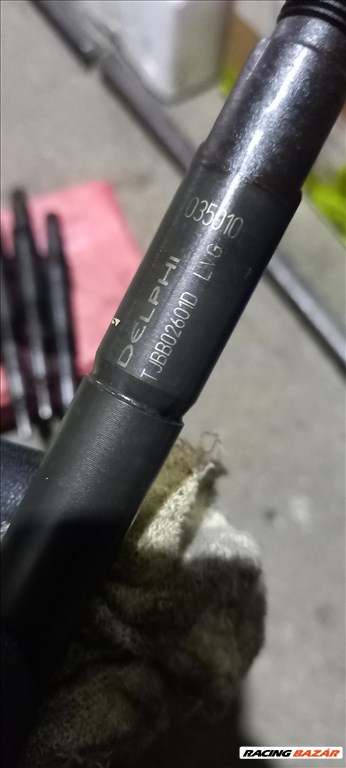 035010
DELPHI
TJBB02601D LNG
RACING BAZÁR